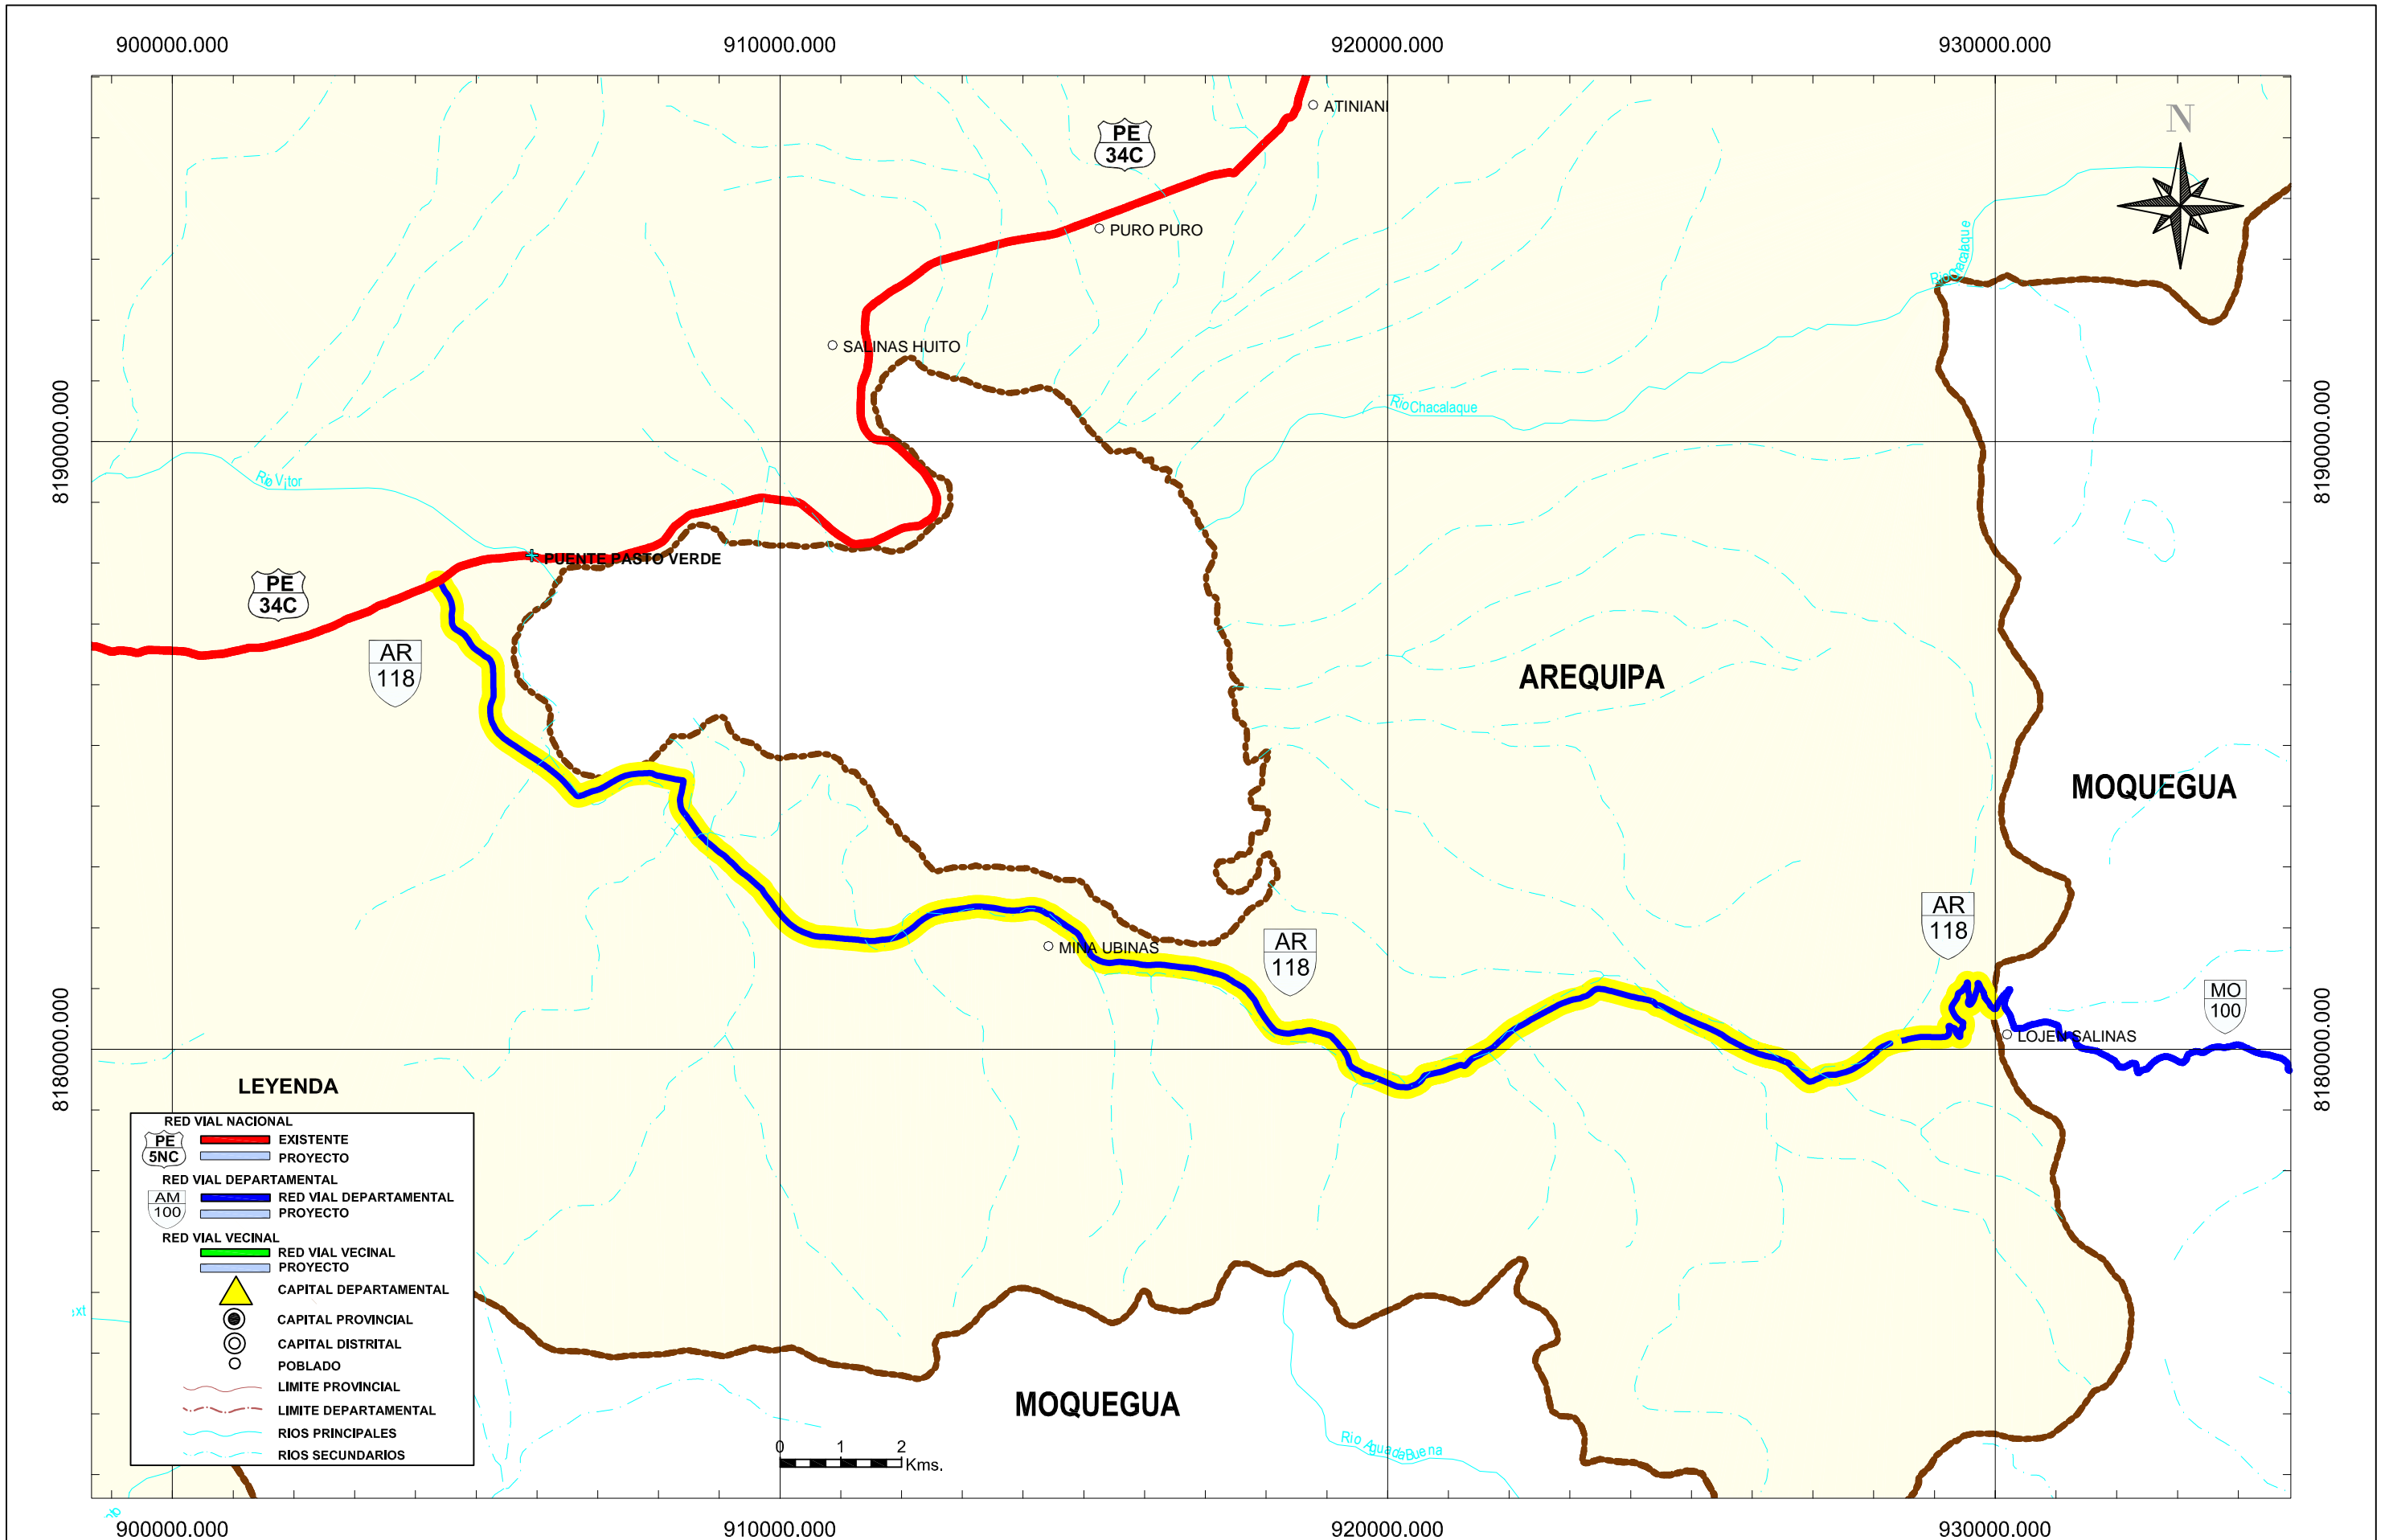 900000.000
910000.000
920000.000
930000.000
ATINIANI
N
PE
34C
PURO PURO
Rio Chacalaque
SALINAS HUITO
8190000.000
8190000.000
Rio Chacalaque
Rio Vitor
PUENTE PASTO VERDE
PE
34C
AR
118
AREQUIPA
MOQUEGUA
AR
118
AR
118
MINA UBINAS
MO
100
LOJEN SALINAS
8180000.000
8180000.000
LEYENDA
RED VIAL NACIONAL
PE
5NC
EXISTENTE
PROYECTO
RED VIAL DEPARTAMENTAL
AM
100
RED VIAL DEPARTAMENTAL
PROYECTO
RED VIAL VECINAL
RED VIAL VECINAL
PROYECTO
CAPITAL DEPARTAMENTAL
CAPITAL PROVINCIAL
CAPITAL DISTRITAL
POBLADO
LIMITE PROVINCIAL
LIMITE DEPARTAMENTAL
RIOS PRINCIPALES
RIOS SECUNDARIOS
MOQUEGUA
Rio AguadaBuena
0 1 2
Kms.
900000.000
910000.000
920000.000
930000.000